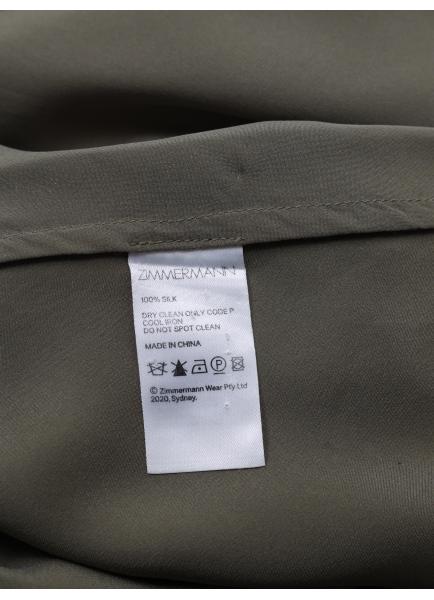 ZIMMERMANN
100% SILK
DRY CLEAN ONLY CODE P
COOL IRON
DO NOT SPOT CLEAN
MADE IN CHINA
P
© Zimmermann Wear Pty Ltd
2020, Sydney.